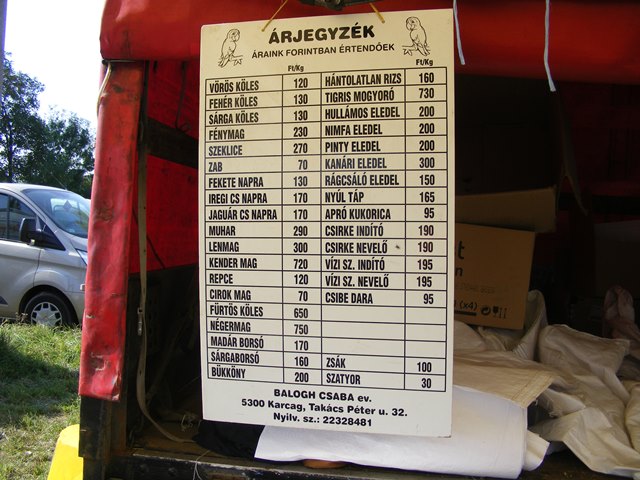 ÁRJEGYZÉK
ÁRAINK FORINTBAN ÉRTENDŐEK
Ft/Kg Ft/Kg
VÖRÖS KÖLES 120 HÁNTOLATLAN RIZS 160
FEHÉR KÖLES 130 TIGRIS MOGYORÓ 730
SÁRGA KÖLES 130 HULLÁMOS ELEDEL 200
FÉNYMAG 230 NIMFA ELEDEL 200
SZEKLICE 270 PINTY ELEDEL 200
ZAB 70 KANÁRI ELEDEL 300
FEKETE NAPRA 130 RÁGCSÁLÓ ELEDEL 150
IREGI CS NAPRA 170 NYÚL TÁP 165
JAGUÁR CS NAPRA 170 APRÓ KUKORICA 95
MUHAR 290 CSIRKE INDÍTÓ 190
LENMAG 300 CSIRKE NEVELŐ 190
KENDER MAG 720 VÍZI SZ. INDÍTÓ 195
REPCE 120 VÍZI SZ. NEVELŐ 195
CIROK MAG 70 CSIBE DARA 95
FÜRTÖS KÖLES 650
NÉGERMAG 750
MADÁR BORSÓ 170
SÁRGABORSÓ 160 ZSÁK 100
BÜKKÖNY 200 SZATYOR 30
BALOGH CSABA ev.
5300 Karcag, Takács Péter u. 32.
Nyilv. sz.: 22328481
(x4)